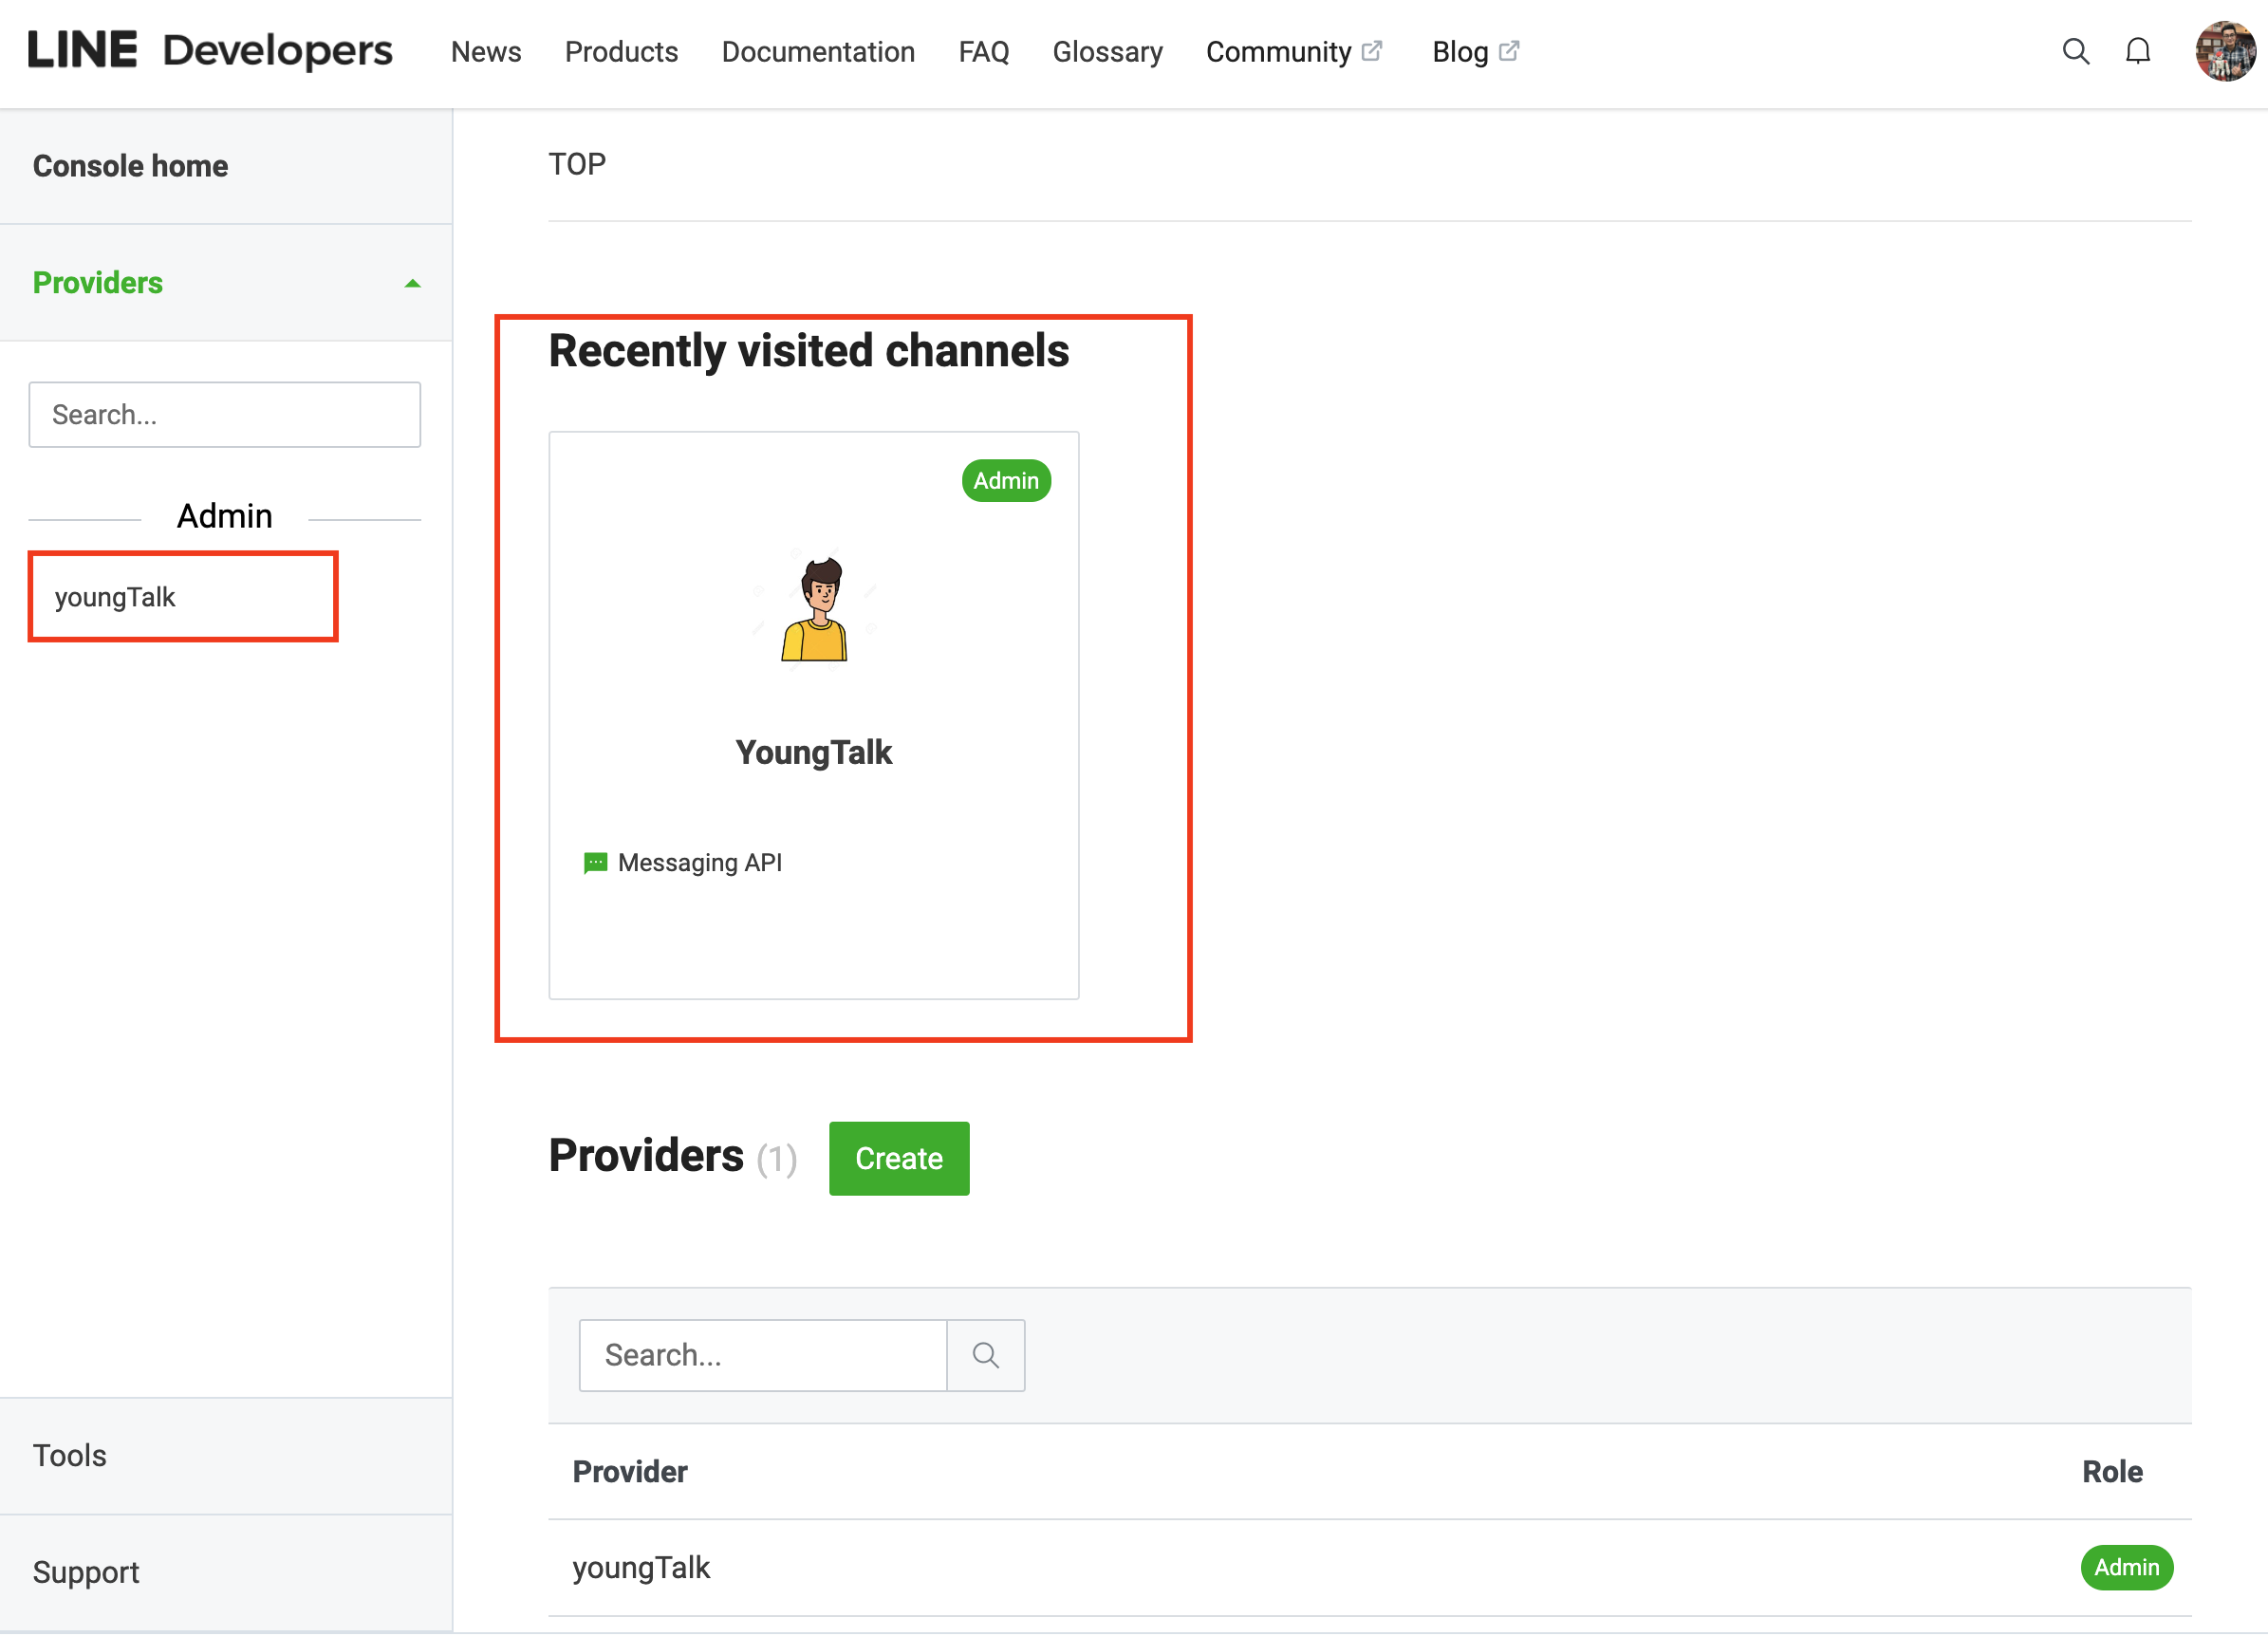 LINE Developers News Products Documentation FAQ Glossary Community Blog
Console home
Providers
Search...
Admin
youngTalk
Tools
Support
TOP
Recently visited channels
Admin
YoungTalk
Messaging API
Providers (1) Create
Search...
Provider Role
youngTalk Admin